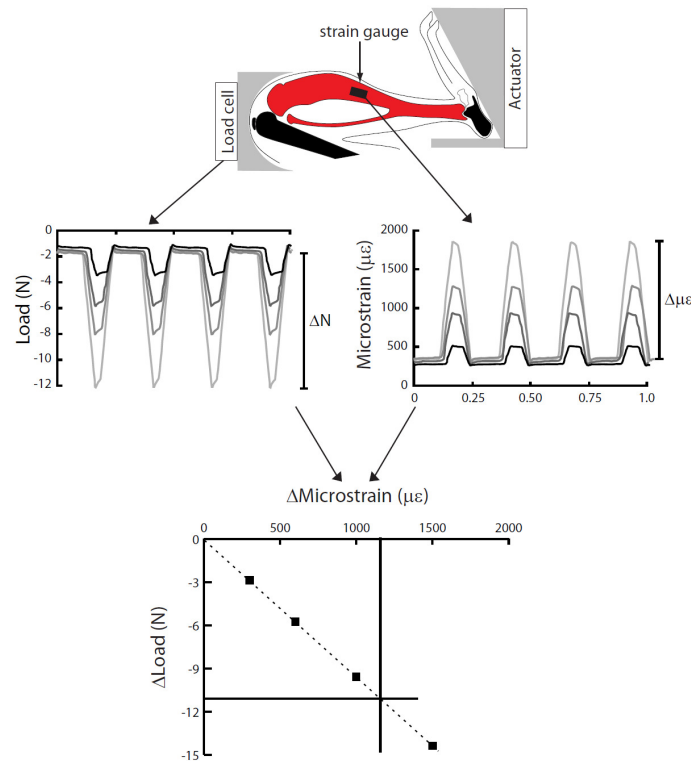 strain gauge
Load cell
Actuator
0
-2
-4
-6
-8
-10
-12
Load (N)
ΔN
2000
1500
1000
500
0
Microstrain (με)
Δμε
0 0.25 0.50 0.75 1.0
ΔMicrostrain (με)
0 500 1000 1500 2000
0
-3
-6
-9
-12
-15
ΔLoad (N)